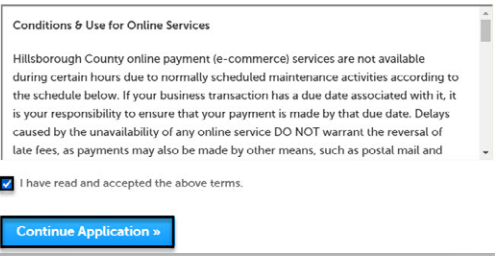 Conditions & Use for Online Services
Hillsborough County online payment (e-commerce) services are not available
during certain hours due to normally scheduled maintenance activities according to
the schedule below. If your business transaction has a due date associated with it, it
is your responsibility to ensure that your payment is made by that due date. Delays
caused by the unavailability of any online service DO NOT warrant the reversal of
late fees, as payments may also be made by other means, such as postal mail and
I have read and accepted the above terms.
Continue Application »